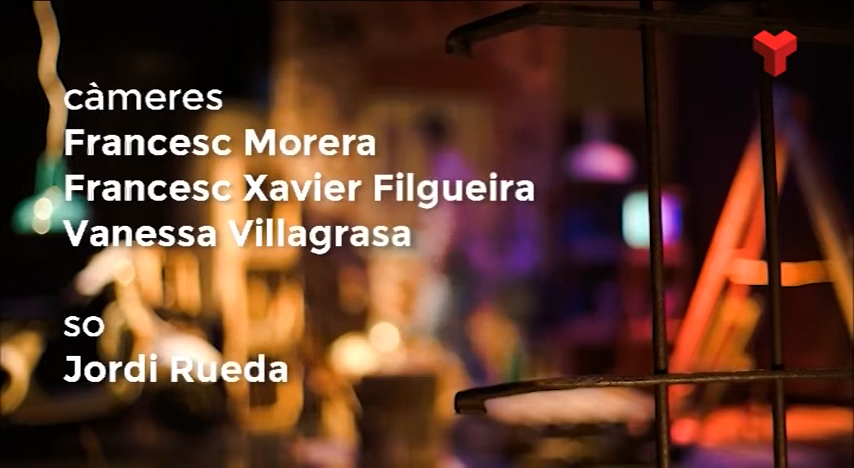 càmeres
Francesc Morera
Francesc Xavier Filgueira
Vanessa Villagrasa
so
Jordi Rueda